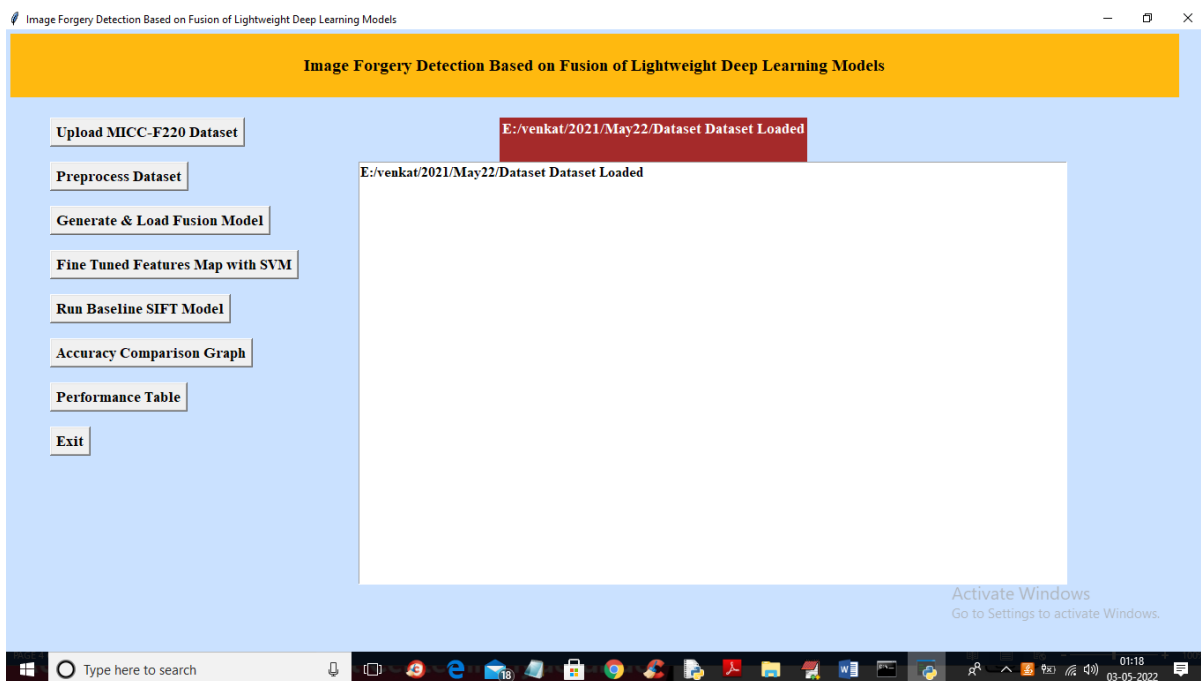 Image Forgery Detection Based on Fusion of Lightweight Deep Learning Models
Image Forgery Detection Based on Fusion of Lightweight Deep Learning Models
Upload MICC-F220 Dataset
E:/venkat/2021/May22/Dataset Dataset Loaded
Preprocess Dataset
E:/venkat/2021/May22/Dataset Dataset Loaded
Generate & Load Fusion Model
Fine Tuned Features Map with SVM
Run Baseline SIFT Model
Accuracy Comparison Graph
Performance Table
Exit
Activate Windows
Go to Settings to activate Windows.
Type here to search
18
01:18
03-05-2022